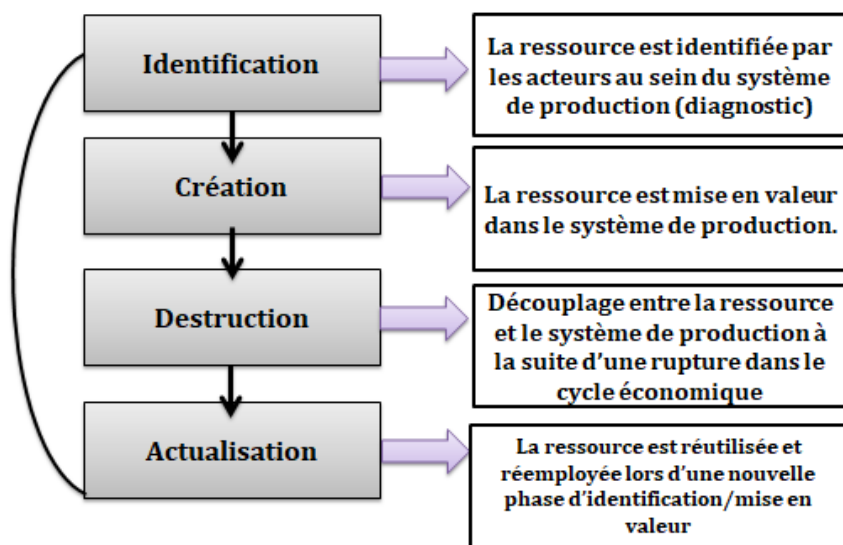 Identification
La ressource est identifiée par
les acteurs au sein du système
de production (diagnostic)
Création
La ressource est mise en valeur
dans le système de production.
Destruction
Découplage entre la ressource
et le système de production à
la suite d’une rupture dans le
cycle économique
Actualisation
La ressource est réutilisée et
réemployée lors d’une nouvelle
phase d’identification/mise en
valeur